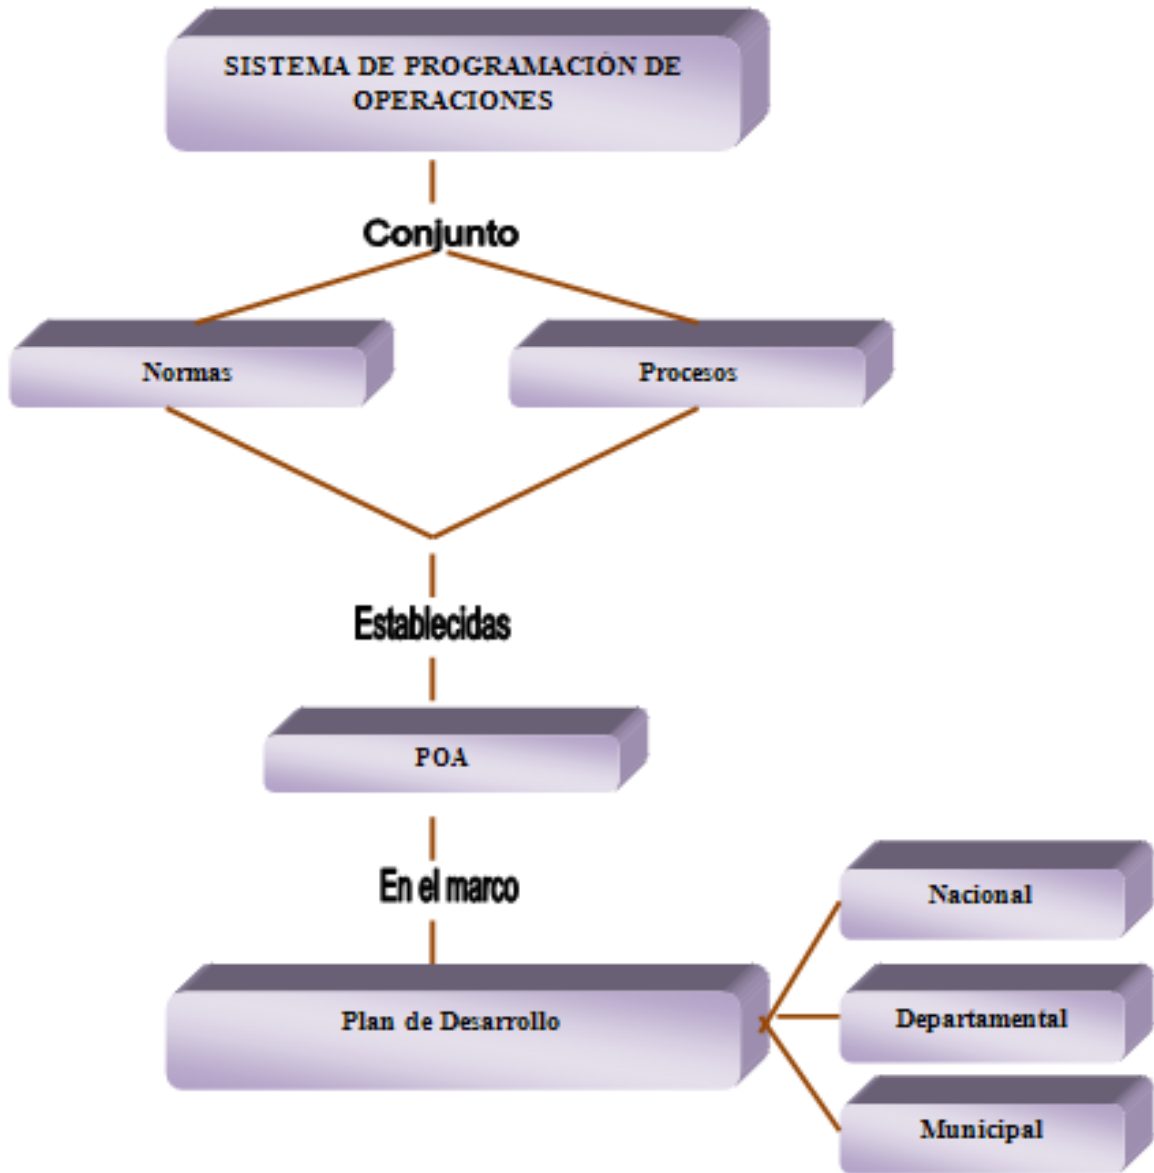 SISTEMA DE PROGRAMACIÓN DE
OPERACIONES
Conjunto
Normas
Procesos
Establecidas
POA
En el marco
Plan de Desarrollo
Nacional
Departamental
Municipal